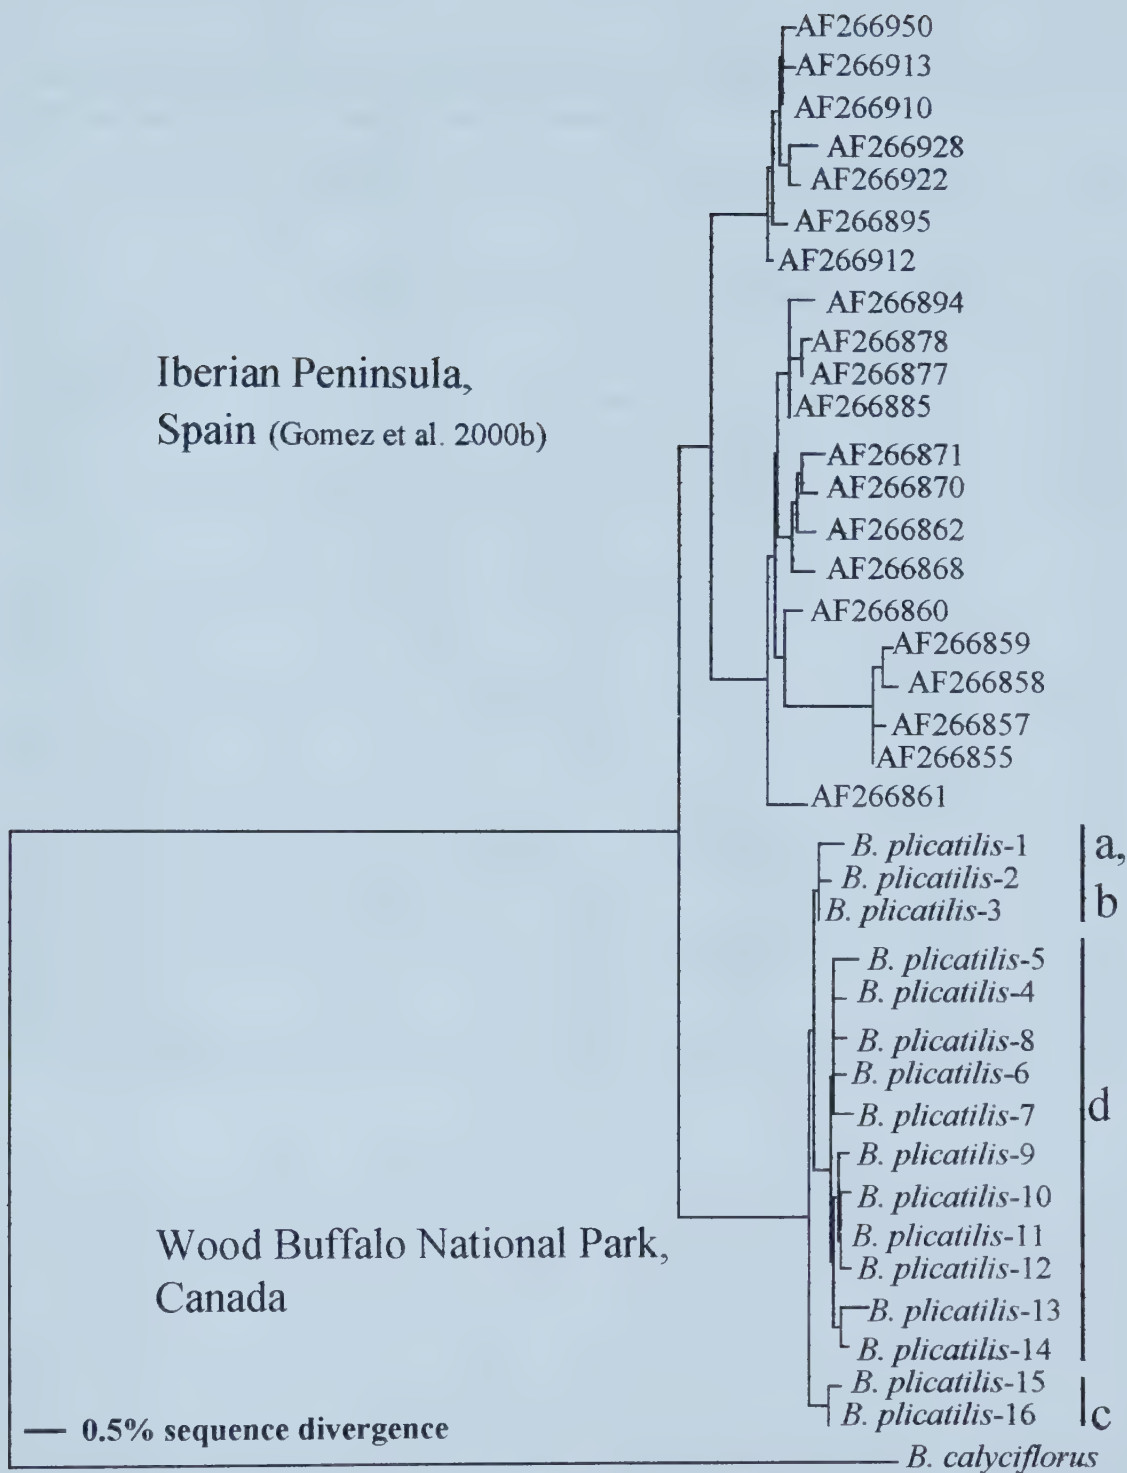 AF266950
AF266913
AF266910
AF266928
AF266922
AF266895
AF266912
AF266894
AF266878
AF266877
AF266885
AF266871
AF266870
AF266862
AF266868
AF266860
AF266859
AF266858
AF266857
AF266855
AF266861
Iberian Peninsula,
Spain (Gomez et al. 2000b)
B. plicatilis-1
B. plicatilis-2
B. plicatilis-3
a,
b
B. plicatilis-5
B. plicatilis-4
B. plicatilis-8
B. plicatilis-6
B. plicatilis-7
B. plicatilis-9
B. plicatilis-10
B. plicatilis-11
B. plicatilis-12
B. plicatilis-13
B. plicatilis-14
d
B. plicatilis-15
B. plicatilis-16
c
Wood Buffalo National Park,
Canada
0.5% sequence divergence
B. calyciflorus